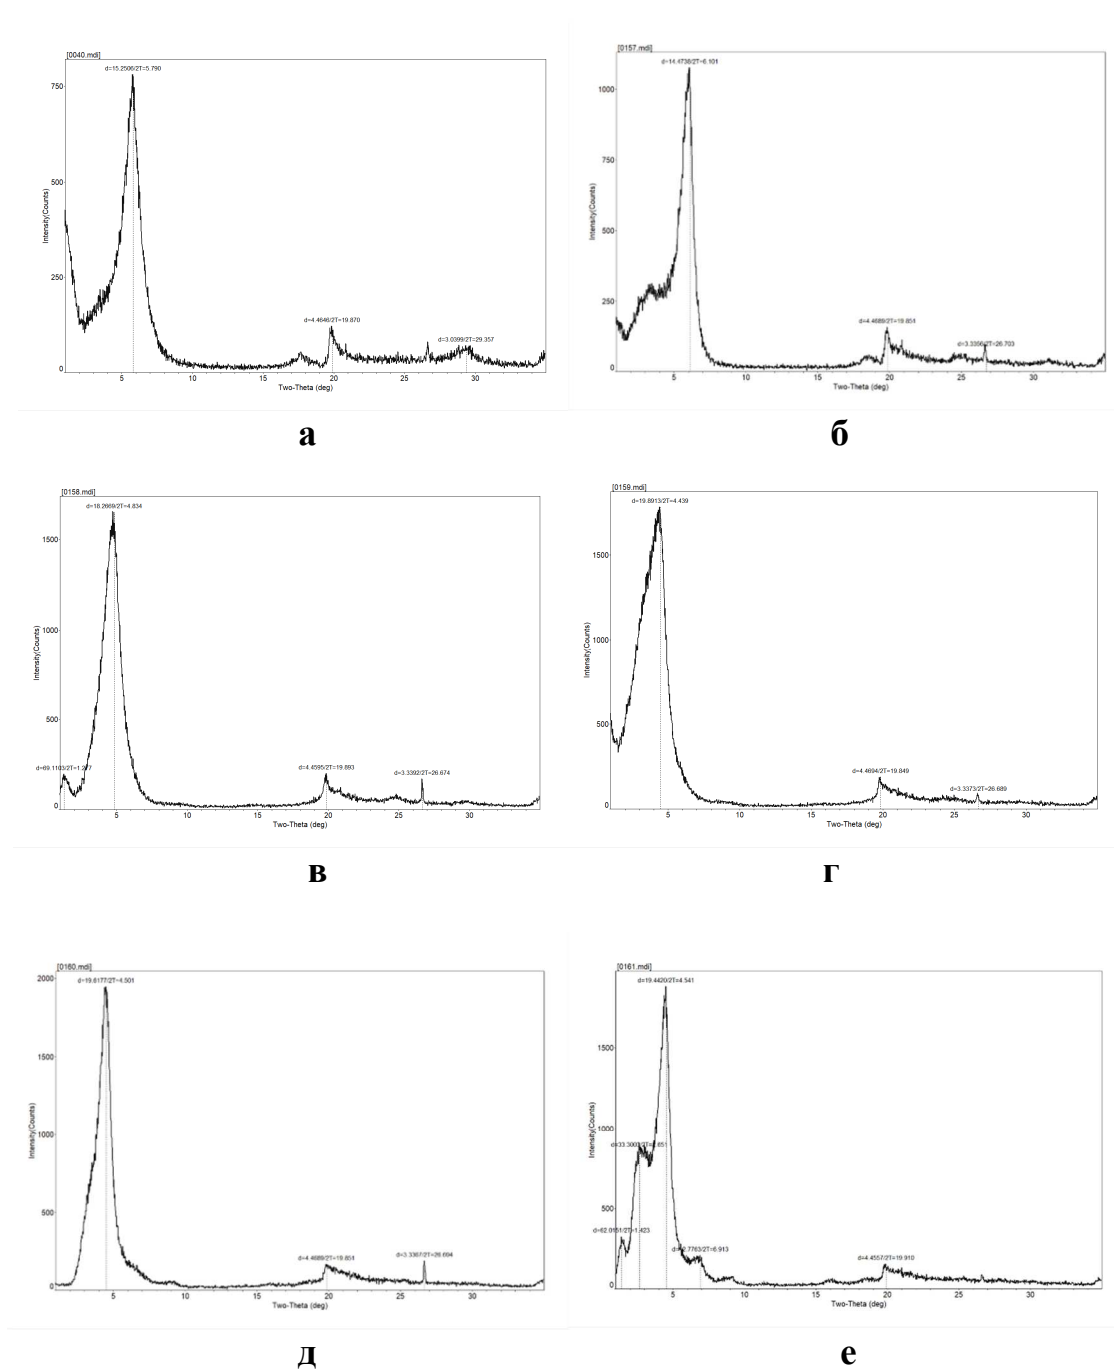 [0040.mdi]
d=15.2506/2T=5.790
750
500
250
0
Intensity(Counts)
d=4.4646/2T=19.870
d=3.0399/2T=29.357
5
10
15
20
25
30
Two-Theta (deg)
а
[0157.mdi]
d=14.4738/2T=6.101
1000
750
500
250
0
Intensity(Counts)
d=4.4689/2T=19.851
d=3.3356/2T=26.703
5
10
15
20
25
30
Two-Theta (deg)
б
[0158.mdi]
d=18.2669/2T=4.834
1500
1000
500
0
Intensity(Counts)
d=4.4595/2T=19.893
d=3.3392/2T=26.674
5
10
15
20
25
30
Two-Theta (deg)
в
[0159.mdi]
d=19.8913/2T=4.439
1500
1000
500
0
Intensity(Counts)
d=4.4694/2T=19.849
d=3.3373/2T=26.689
5
10
15
20
25
30
Two-Theta (deg)
г
[0160.mdi]
d=19.6177/2T=4.501
2000
1500
1000
500
0
Intensity(Counts)
d=4.4689/2T=19.851
d=3.3367/2T=26.694
5
10
15
20
25
30
Two-Theta (deg)
д
[0161.mdi]
d=19.4420/2T=4.541
1500
1000
500
0
Intensity(Counts)
d=4.4557/2T=19.910
5
10
15
20
25
30
Two-Theta (deg)
е